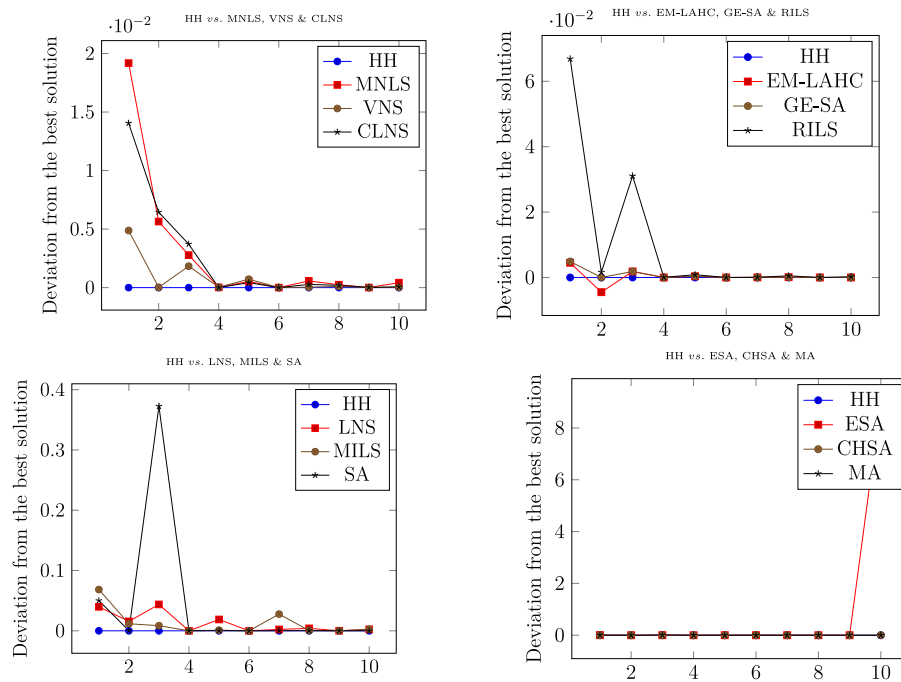 HH vs. MNLS, VNS & CLNS
·10−2
Deviation from the best solution
2
1.5
1
0.5
0
2
4
6
8
10
HH
MNLS
VNS
CLNS
HH vs. EM-LAHC, GE-SA & RILS
·10−2
Deviation from the best solution
6
4
2
0
2
4
6
8
10
HH
EM-LAHC
GE-SA
RILS
HH vs. LNS, MILS & SA
Deviation from the best solution
0.4
0.3
0.2
0.1
0
2
4
6
8
10
HH
LNS
MILS
SA
HH vs. ESA, CHSA & MA
Deviation from the best solution
8
6
4
2
0
2
4
6
8
10
HH
ESA
CHSA
MA